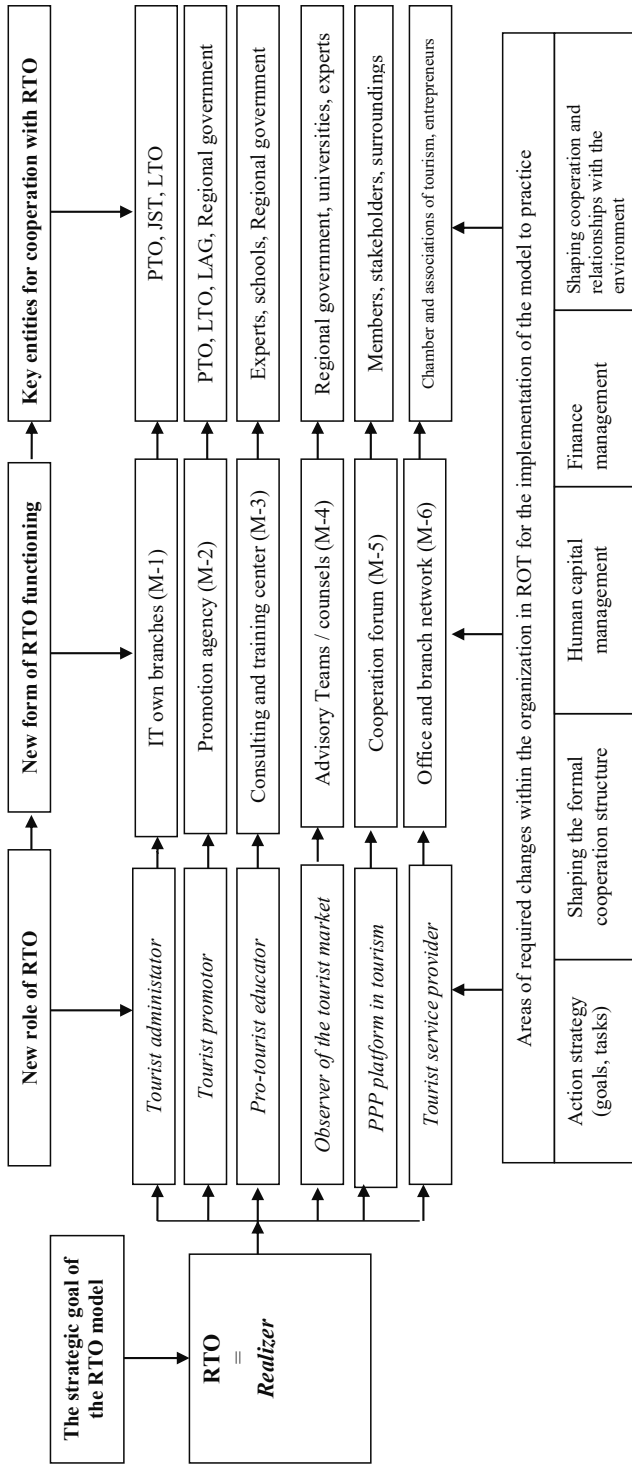 The strategic goal of
the RTO model
New role of RTO
New form of RTO functioning
Key entities for cooperation with RTO
RTO
=
Realizer
Tourist administator
IT own branches (M-1)
PTO, JST, LTO
Tourist promotor
Promotion agency (M-2)
PTO, LTO, LAG, Regional government
Pro-tourist educator
Consulting and training center (M-3)
Experts, schools, Regional government
Observer of the tourist market
Advisory Teams / counsels (M-4)
Regional government, universities, experts
PPP platform in tourism
Cooperation forum (M-5)
Members, stakeholders, surroundings
Tourist service provider
Office and branch network (M-6)
Chamber and associations of tourism, entrepreneurs
Areas of required changes within the organization in ROT for the implementation of the model to practice
Action strategy
(goals, tasks)
Shaping the formal
cooperation structure
Human capital
management
Finance
management
Shaping cooperation and
relationships with the
environment